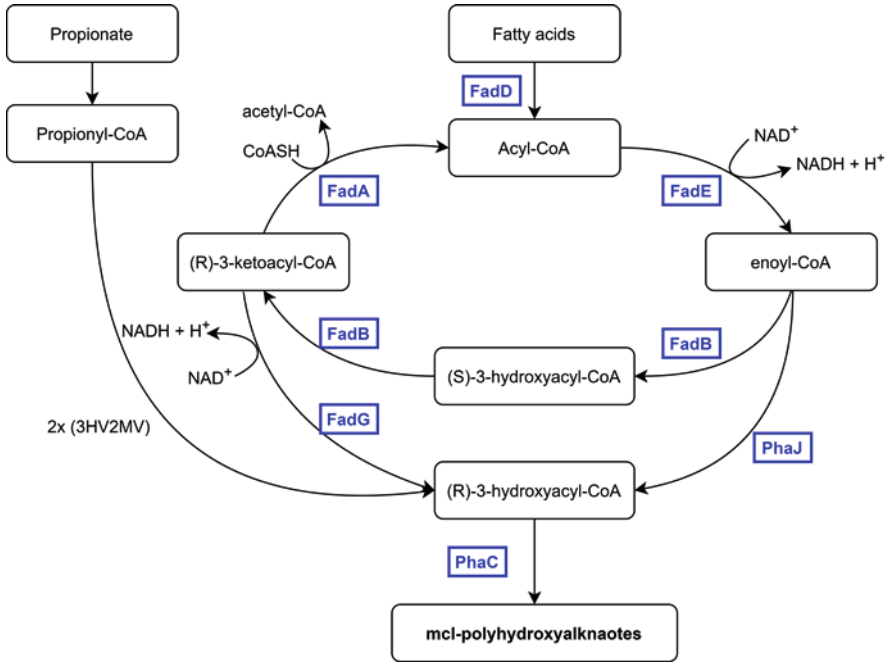 Propionate
Fatty acids
FadD
Propionyl-CoA
acetyl-CoA
CoASH
Acyl-CoA
NAD+
NADH + H+
FadA
FadE
(R)-3-ketoacyl-CoA
enoyl-CoA
NADH + H+
FadB
FadB
NAD+
(S)-3-hydroxyacyl-CoA
FadG
2x (3HV2MV)
PhaJ
(R)-3-hydroxyacyl-CoA
PhaC
mcl-polyhydroxyalknaotes